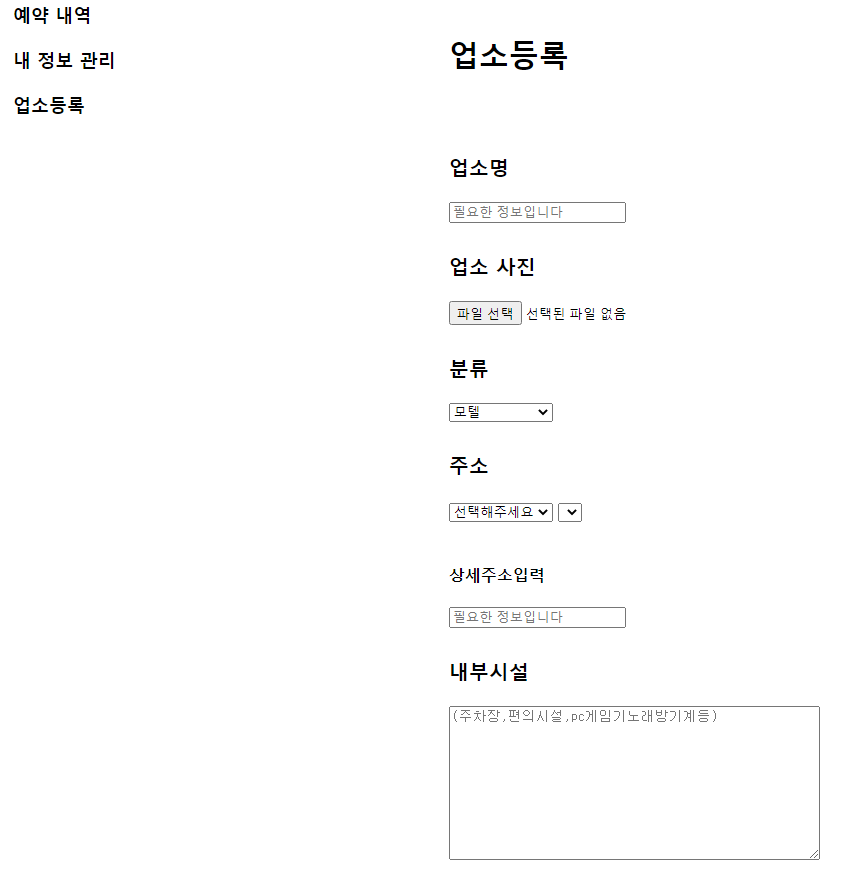 예약 내역
내 정보 관리
업소등록
업소등록
업소명
필요한 정보입니다
업소 사진
파일 선택 선택된 파일 없음
분류
모텔
주소
선택해주세요
상세주소입력
필요한 정보입니다
내부시설
(주차장,편의시설,pc게임기노래방기계등)